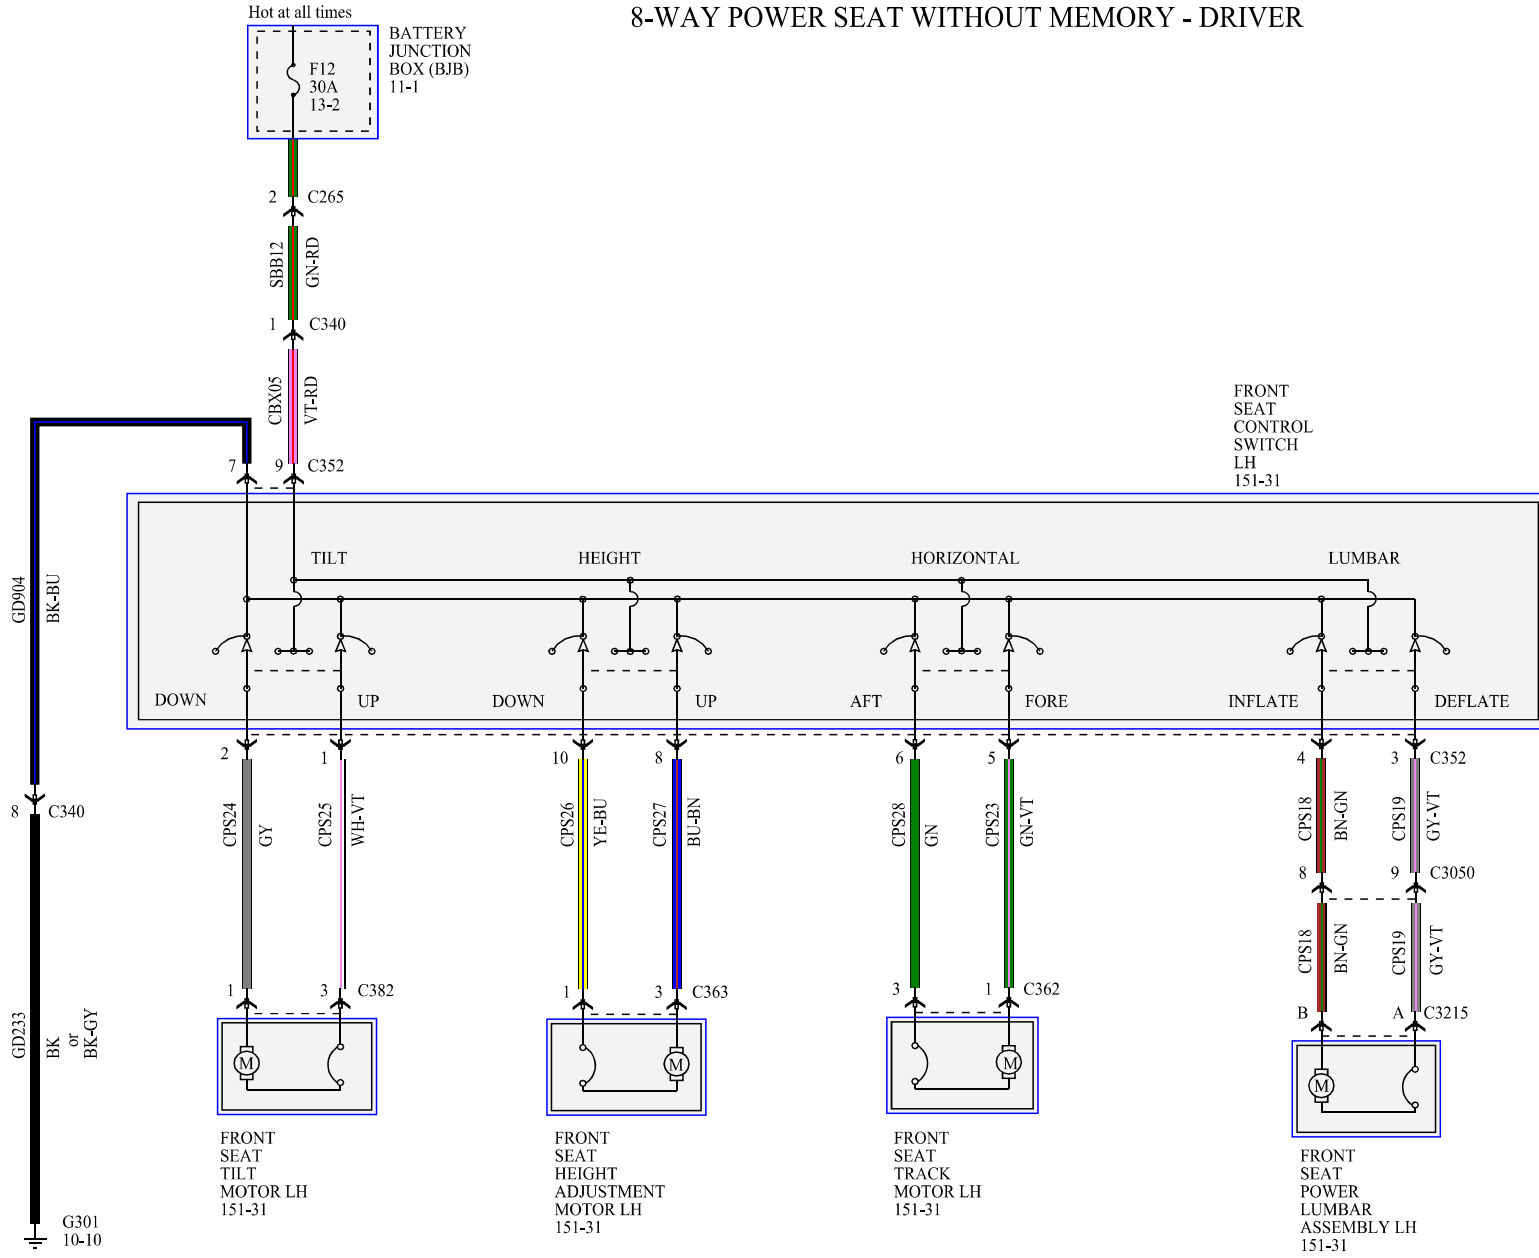 8-WAY POWER SEAT WITHOUT MEMORY - DRIVER
Hot at all times
BATTERY
JUNCTION
BOX (BJB)
11-1
F12
30A
13-2
2 C265
SBB12
GN-RD
1 C340
CBX05
VT-RD
7 9 C352
FRONT
SEAT
CONTROL
SWITCH
LH
151-31
GD904
BK-BU
TILT HEIGHT HORIZONTAL LUMBAR
DOWN UP DOWN UP AFT FORE INFLATE DEFLATE
2 1 10 8 6 5 4 3 C352
8 C340
CPS24
GY
CPS25
WH-VT
CPS26
YE-BU
CPS27
BU-BN
CPS28
GN
CPS23
GN-VT
CPS18
BN-GN
CPS19
GY-VT
8 9 C3050
CPS18
BN-GN
CPS19
GY-VT
1 3 C382
1 3 C363
3 1 C362
B A C3215
GD233
BK
or
BK-GY
M
M
M
M
FRONT
SEAT
TILT
MOTOR LH
151-31
FRONT
SEAT
HEIGHT
ADJUSTMENT
MOTOR LH
151-31
FRONT
SEAT
TRACK
MOTOR LH
151-31
FRONT
SEAT
POWER
LUMBAR
ASSEMBLY LH
151-31
G301
10-10